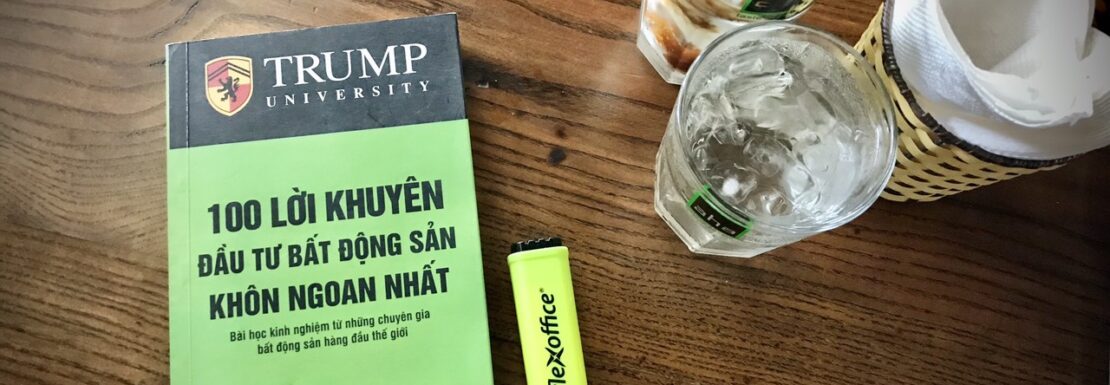 TRUMP
UNIVERSITY
100 LỜI KHUYÊN
ĐẦU TƯ BẤT ĐỘNG SẢN
KHÔN NGOAN NHẤT
Bài học kinh nghiệm từ những chuyên gia
bất động sản hàng đầu thế giới
flexoffice
aha